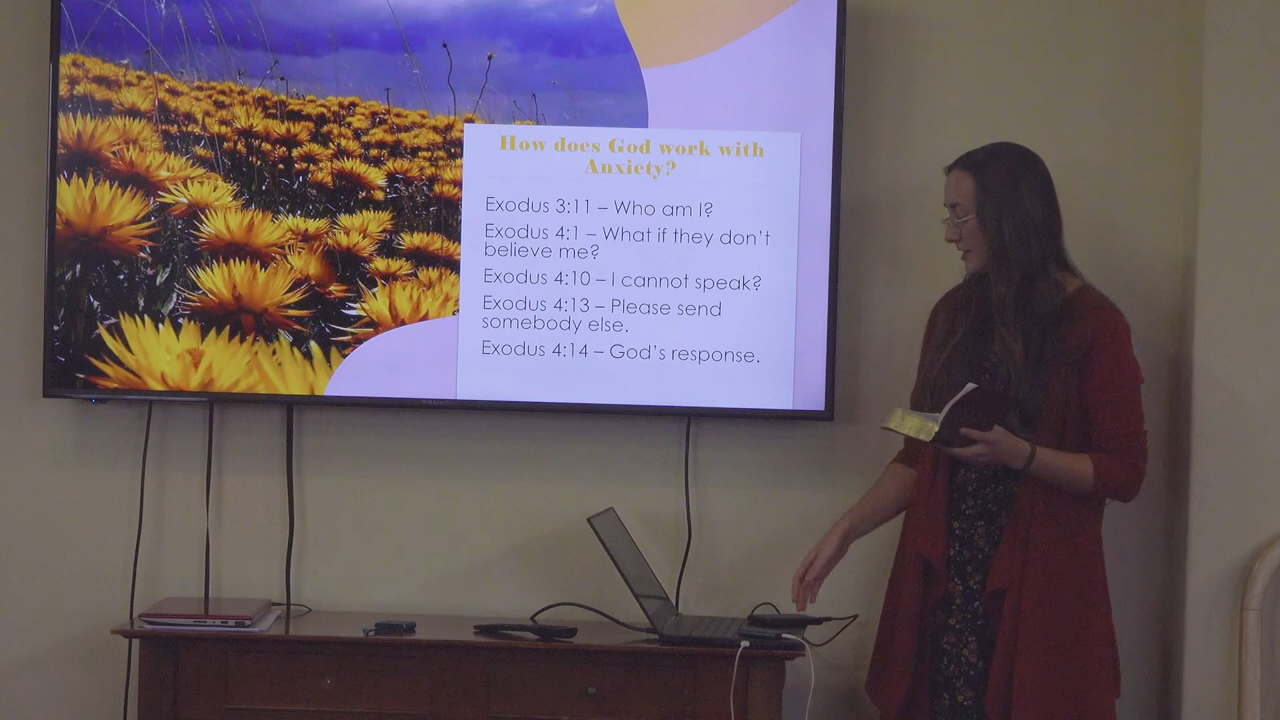 How does God work with
Anxiety?
Exodus 3:11 – Who am I?
Exodus 4:1 – What if they don't
believe me?
Exodus 4:10 – I cannot speak?
Exodus 4:13 – Please send
somebody else.
Exodus 4:14 – God's response.